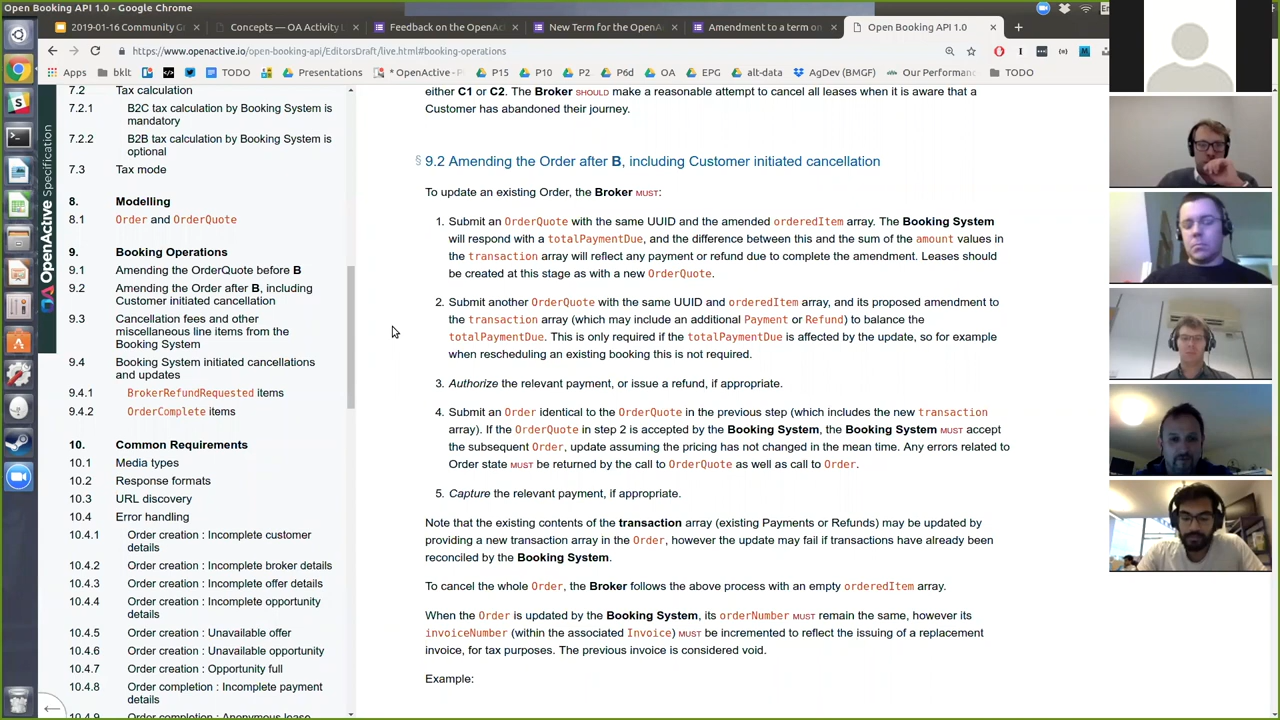 Open Booking API 1.0 - Google Chrome
2019-01-16 Community Gr
Concepts — OA Activity L
Feedback on the OpenAct
New Term for the OpenA
Amendment to a term on
Open Booking API 1.0
https://www.openactive.io/open-booking-api/EditorsDraft/live.html#booking-operations
Apps bklt TODO Presentations * OpenActive - P P15 P10 P2 P6d OA EPG alt-data AgDev (BMGF) Our Performanc TODO
OpenActive Specification
7.2 Tax calculation
7.2.1 B2C tax calculation by Booking System is
mandatory
7.2.2 B2B tax calculation by Booking System is
optional
7.3 Tax mode
8. Modelling
8.1 Order and OrderQuote
9. Booking Operations
9.1 Amending the OrderQuote before B
9.2 Amending the Order after B, including
Customer initiated cancellation
9.3 Cancellation fees and other
miscellaneous line items from the
Booking System
9.4 Booking System initiated cancellations
and updates
9.4.1 BrokerRefundRequested items
9.4.2 OrderComplete items
10. Common Requirements
10.1 Media types
10.2 Response formats
10.3 URL discovery
10.4 Error handling
10.4.1 Order creation : Incomplete customer
details
10.4.2 Order creation : Incomplete broker details
10.4.3 Order creation : Incomplete offer details
10.4.4 Order creation : Incomplete opportunity
details
10.4.5 Order creation : Unavailable offer
10.4.6 Order creation : Unavailable opportunity
10.4.7 Order creation : Opportunity full
10.4.8 Order completion : Incomplete payment
details
10.4.9 Order completion : Anonymous lease
either C1 or C2. The Broker SHOULD make a reasonable attempt to cancel all leases when it is aware that a
Customer has abandoned their journey.
§ 9.2 Amending the Order after B, including Customer initiated cancellation
To update an existing Order, the Broker MUST:
1. Submit an OrderQuote with the same UUID and the amended orderedItem array. The Booking System
will respond with a totalPaymentDue, and the difference between this and the sum of the amount values in
the transaction array will reflect any payment or refund due to complete the amendment. Leases should
be created at this stage as with a new OrderQuote.
2. Submit another OrderQuote with the same UUID and orderedItem array, and its proposed amendment to
the transaction array (which may include an additional Payment or Refund) to balance the
totalPaymentDue. This is only required if the totalPaymentDue is affected by the update, so for example
when rescheduling an existing booking this is not required.
3. Authorize the relevant payment, or issue a refund, if appropriate.
4. Submit an Order identical to the OrderQuote in the previous step (which includes the new transaction
array). If the OrderQuote in step 2 is accepted by the Booking System, the Booking System MUST accept
the subsequent Order, update assuming the pricing has not changed in the mean time. Any errors related to
Order state MUST be returned by the call to OrderQuote as well as call to Order.
5. Capture the relevant payment, if appropriate.
Note that the existing contents of the transaction array (existing Payments or Refunds) may be updated by
providing a new transaction array in the Order, however the update may fail if transactions have already been
reconciled by the Booking System.
To cancel the whole Order, the Broker follows the above process with an empty orderedItem array.
When the Order is updated by the Booking System, its orderNumber MUST remain the same, however its
invoiceNumber (within the associated Invoice) MUST be incremented to reflect the issuing of a replacement
invoice, for tax purposes. The previous invoice is considered void.
Example: